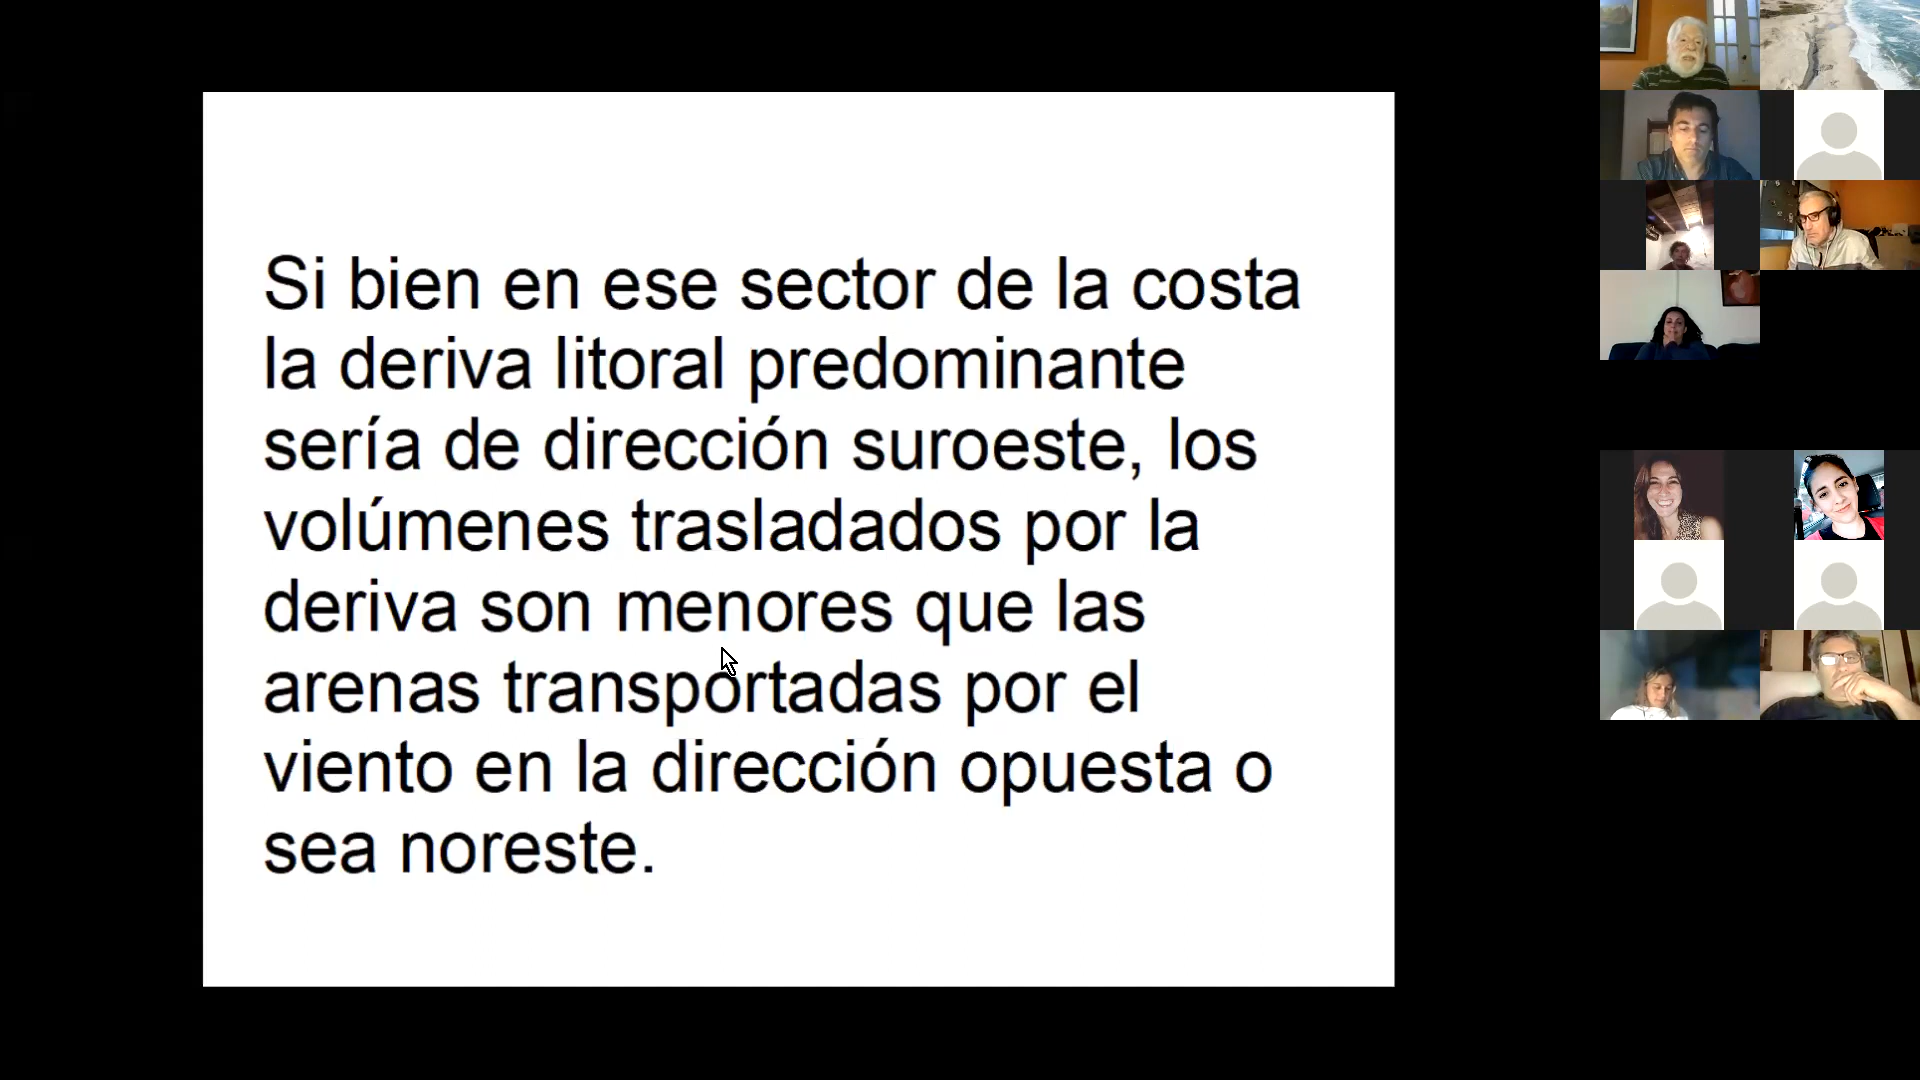 Si bien en ese sector de la costa
la deriva litoral predominante
sería de dirección suroeste, los
volúmenes trasladados por la
deriva son menores que las
arenas transportadas por el
viento en la dirección opuesta o
sea noreste.